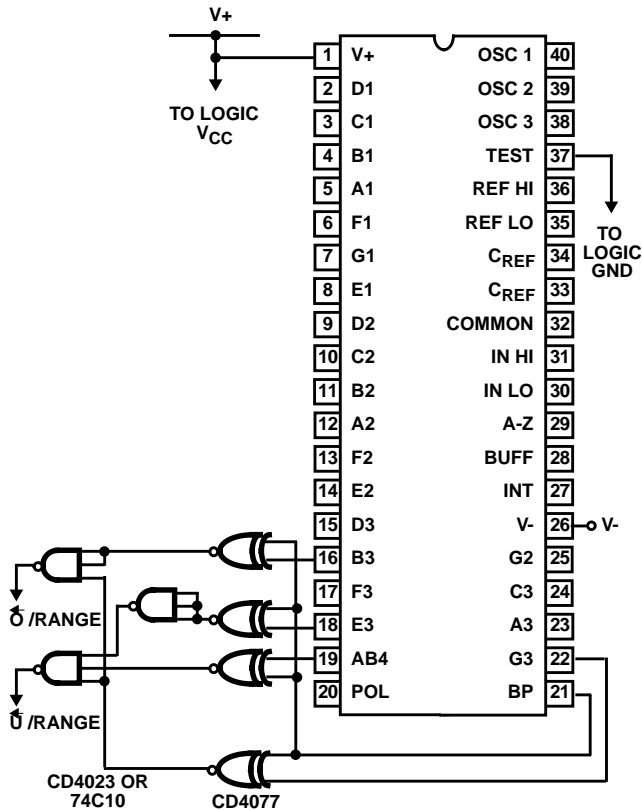 V+
1 V+ OSC 1 40
2 D1 OSC 2 39
TO LOGIC
VCC
3 C1 OSC 3 38
4 B1 TEST 37
5 A1 REF HI 36
6 F1 REF LO 35
TO
LOGIC
GND
7 G1 CREF 34
8 E1 CREF 33
9 D2 COMMON 32
10 C2 IN HI 31
11 B2 IN LO 30
12 A2 A-Z 29
13 F2 BUFF 28
14 E2 INT 27
15 D3 V- 26 V-
16 B3 G2 25
O /RANGE
17 F3 C3 24
18 E3 A3 23
19 AB4 G3 22
20 POL BP 21
U /RANGE
CD4023 OR
74C10
CD4077